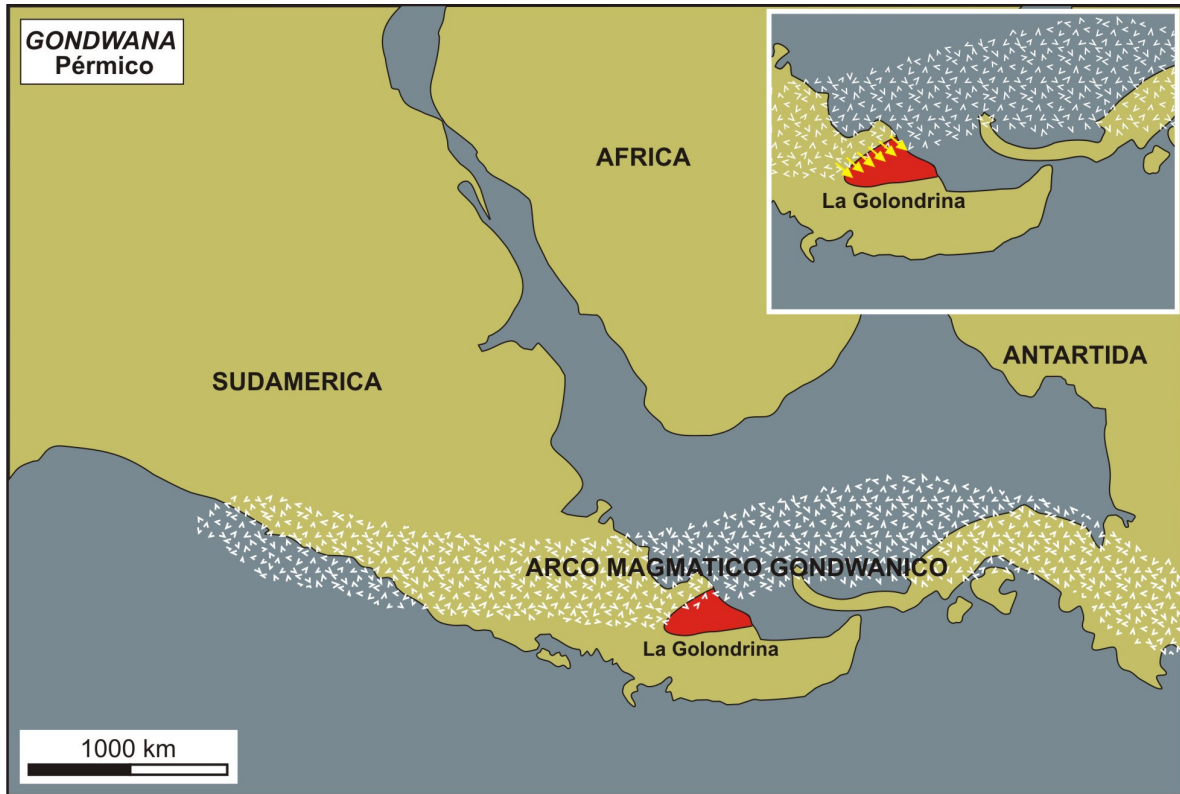 GONDWANA
Pérmico
La Golondrina
AFRICA
ANTARTIDA
SUDAMERICA
ARCO MAGMATICO GONDWANICO
La Golondrina
1000 km